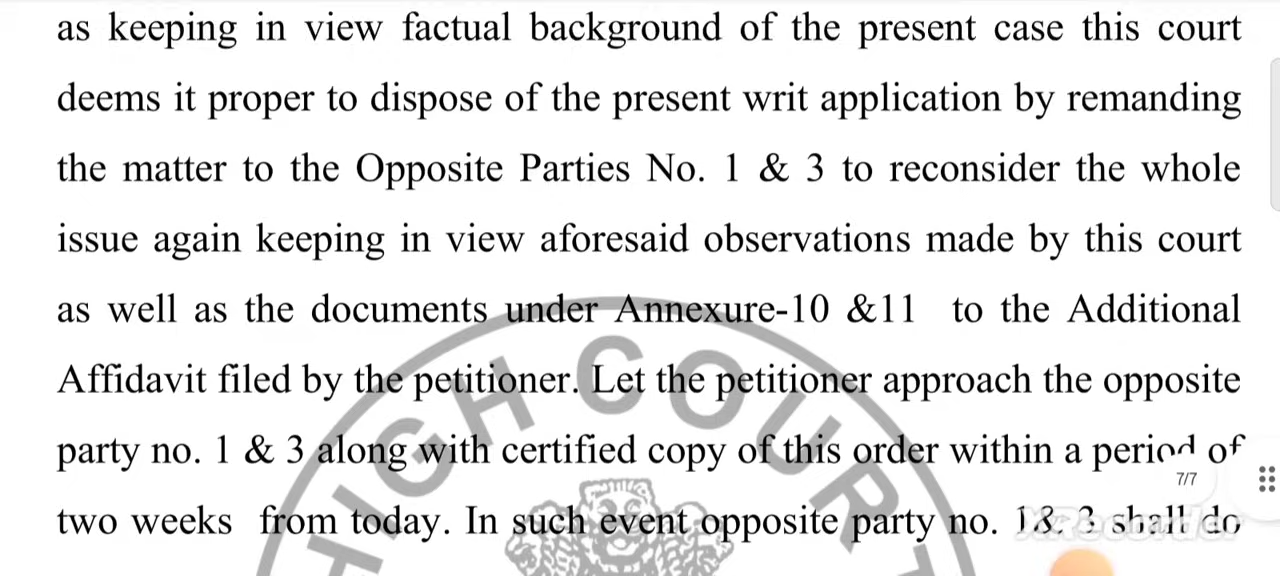 as keeping in view factual background of the present case this court
deems it proper to dispose of the present writ application by remanding
the matter to the Opposite Parties No. 1 & 3 to reconsider the whole
issue again keeping in view aforesaid observations made by this court
as well as the documents under Annexure-10 &11 to the Additional
Affidavit filed by the petitioner. Let the petitioner approach the opposite
party no. 1 & 3 along with certified copy of this order within a period of
7/7
two weeks from today. In such event opposite party no. 1& 3 shall do
HIGH COURT
XRecorder